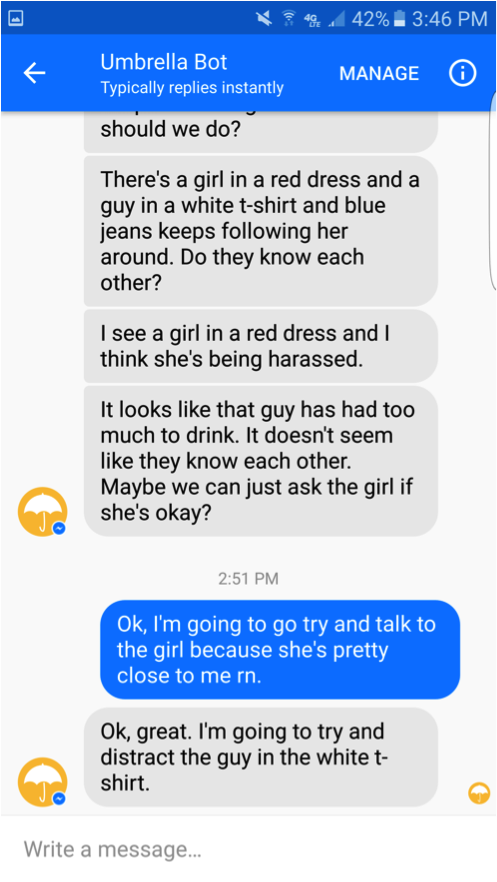 4G LTE 42% 3:46 PM
Umbrella Bot
Typically replies instantly
MANAGE
should we do?
There's a girl in a red dress and a
guy in a white t-shirt and blue
jeans keeps following her
around. Do they know each
other?
I see a girl in a red dress and I
think she's being harassed.
It looks like that guy has had too
much to drink. It doesn't seem
like they know each other.
Maybe we can just ask the girl if
she's okay?
2:51 PM
Ok, I'm going to go try and talk to
the girl because she's pretty
close to me rn.
Ok, great. I'm going to try and
distract the guy in the white t-
shirt.
Write a message...